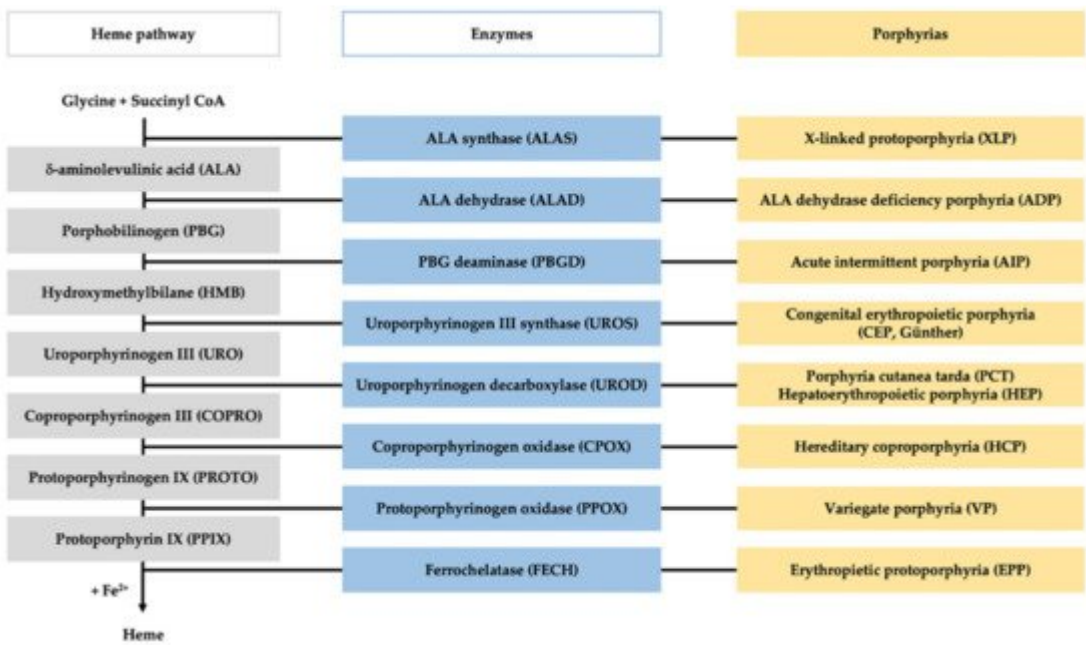 Heme pathway
Enzymes
Porphyrias
Glycine + Succinyl CoA
ALA synthase (ALAS)
X-linked protoporphyria (XLP)
δ-aminolevulinic acid (ALA)
ALA dehydrase (ALAD)
ALA dehydrase deficiency porphyria (ADP)
Porphobilinogen (PBG)
PBG deaminase (PBGD)
Acute intermittent porphyria (AIP)
Hydroxymethylbilane (HMB)
Uroporphyrinogen III synthase (UROS)
Congenital erythropoietic porphyria
(CEP, Günther)
Uroporphyrinogen III (URO)
Uroporphyrinogen decarboxylase (UROD)
Porphyria cutanea tarda (PCT)
Hepatoerythropoietic porphyria (HEP)
Coproporphyrinogen III (COPRO)
Coproporphyrinogen oxidase (CPOX)
Hereditary coproporphyria (HCP)
Protoporphyrinogen IX (PROTO)
Protoporphyrinogen oxidase (PPOX)
Variegate porphyria (VP)
Protoporphyrin IX (PPIX)
Ferrochelatase (FECH)
Erythropietic protoporphyria (EPP)
+ Fe²⁺
Heme